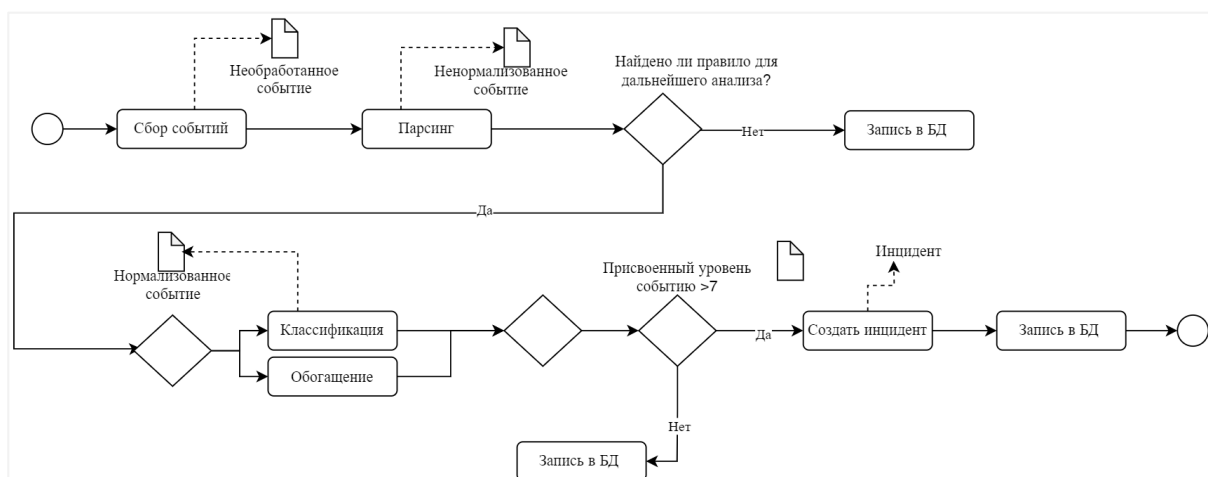 Необработанное
событие
Ненормализованное
событие
Найдено ли правило для
дальнейшего анализа?
Сбор событий
Парсинг
Нет
Запись в БД
Да
Нормализованное
событие
Присвоенный уровень
событию >7
Инцидент
Классификация
Да
Создать инцидент
Запись в БД
Обогащение
Нет
Запись в БД